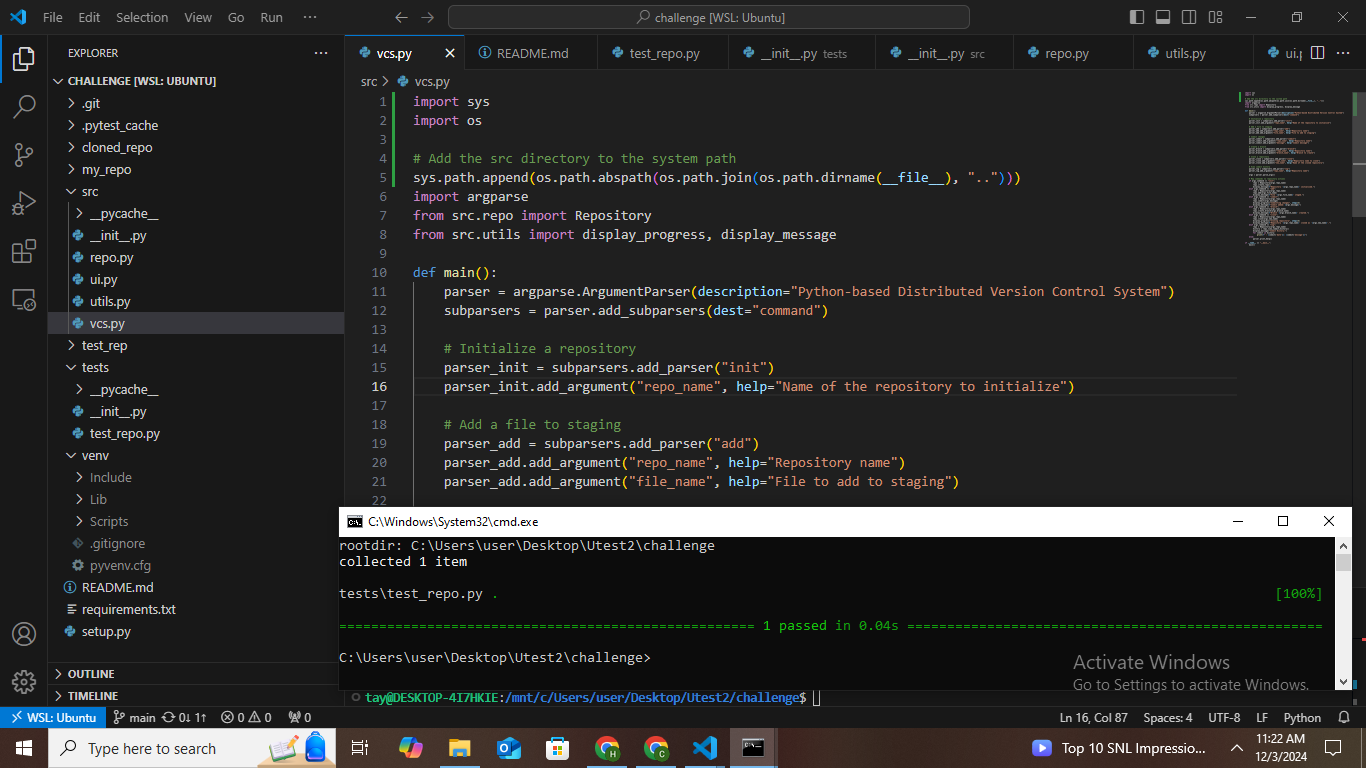 File Edit Selection View Go Run ··· challenge [WSL: Ubuntu]
EXPLORER ···
CHALLENGE [WSL: UBUNTU]
.git
.pytest_cache
cloned_repo
my_repo
src
__pycache__
__init__.py
repo.py
ui.py
utils.py
vcs.py
test_rep
tests
__pycache__
__init__.py
test_repo.py
venv
Include
Lib
Scripts
.gitignore
pyvenv.cfg
README.md
requirements.txt
setup.py
OUTLINE
TIMELINE
vcs.py README.md test_repo.py __init__.py tests __init__.py src repo.py utils.py ui.p ···
src > vcs.py
1 import sys
2 import os
3
4 # Add the src directory to the system path
5 sys.path.append(os.path.abspath(os.path.join(os.path.dirname(__file__), "..")))
6 import argparse
7 from src.repo import Repository
8 from src.utils import display_progress, display_message
9
10 def main():
11 parser = argparse.ArgumentParser(description="Python-based Distributed Version Control System")
12 subparsers = parser.add_subparsers(dest="command")
13
14 # Initialize a repository
15 parser_init = subparsers.add_parser("init")
16 parser_init.add_argument("repo_name", help="Name of the repository to initialize")
17
18 # Add a file to staging
19 parser_add = subparsers.add_parser("add")
20 parser_add.add_argument("repo_name", help="Repository name")
21 parser_add.add_argument("file_name", help="File to add to staging")
22
C:\Windows\System32\cmd.exe
rootdir: C:\Users\user\Desktop\Utest2\challenge
collected 1 item
tests\test_repo.py . [100%]
==================================================== 1 passed in 0.04s ====================================================
C:\Users\user\Desktop\Utest2\challenge>
Activate Windows
Go to Settings to activate Windows.
tay@DESKTOP-4I7HKIE:/mnt/c/Users/user/Desktop/Utest2/challenge$
WSL: Ubuntu main 0↓ 1↑ 0 0 0 Ln 16, Col 87 Spaces: 4 UTF-8 LF Python
Type here to search Top 10 SNL Impressio... 11:22 AM
12/3/2024